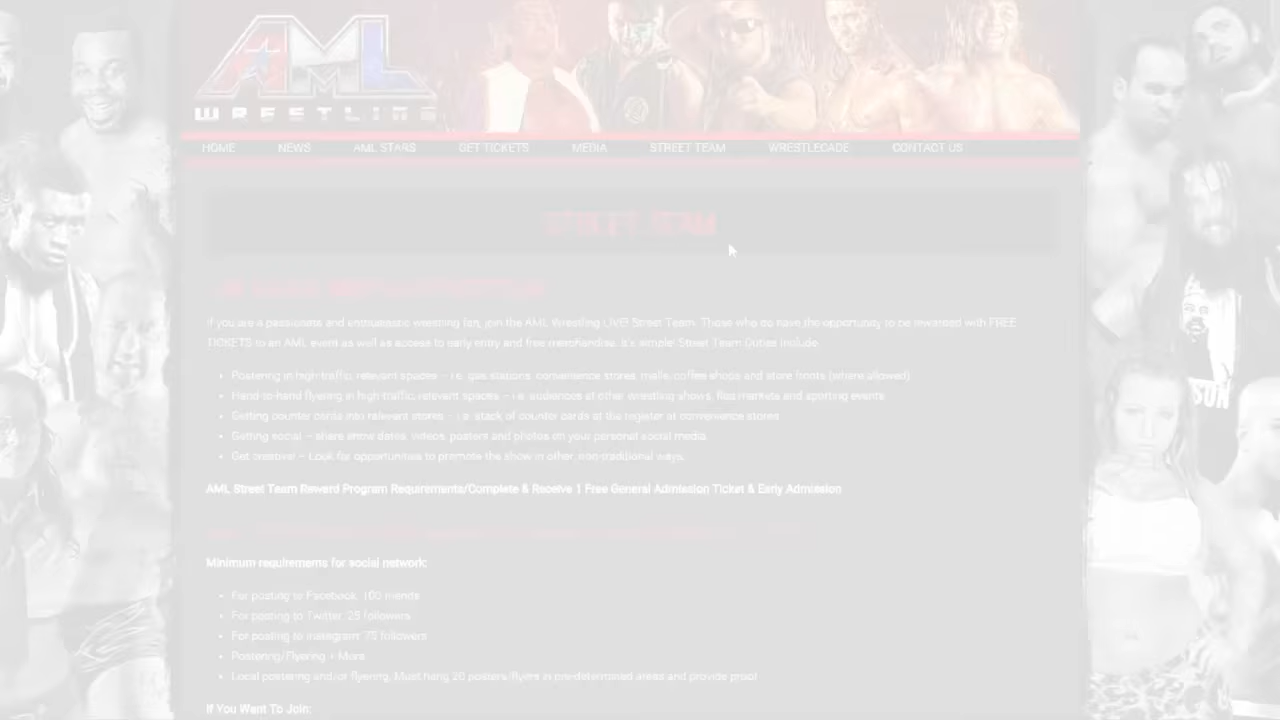 AML
WRESTLING
HOME NEWS AML STARS GET TICKETS MEDIA STREET TEAM WRESTLECADE CONTACT US
STREET TEAM
If you are a passionate and enthusiastic wrestling fan, join the AML Wrestling LIVE! Street Team. Those who do have the opportunity to be rewarded with FREE
TICKETS to an AML event as well as access to early entry and free merchandise. It's simple! Street Team Duties include:
• Postering in high traffic, relevant spaces – i.e. gas stations, convenience stores, malls, coffee shops and store fronts (where allowed)
• Hand-to-hand flyering in high traffic, relevant spaces – i.e. audiences at other wrestling shows, flea markets and sporting events
• Getting counter cards into relevant stores – i.e. stack of counter cards at the register at convenience stores
• Getting social – share show dates, videos, posters and photos on your personal social media
• Get creative! – Look for opportunities to promote the show in other, non-traditional ways.
AML Street Team Reward Program Requirements/Complete & Receive 1 Free General Admission Ticket & Early Admission
Minimum requirements for social network:
• For posting to Facebook: 100 friends
• For posting to Twitter: 25 followers
• For posting to Instagram: 75 followers
• Postering/Flyering + More
• Local postering and/or flyering. Must hang 20 posters/flyers in pre-determined areas and provide proof
If You Want To Join:
SUN